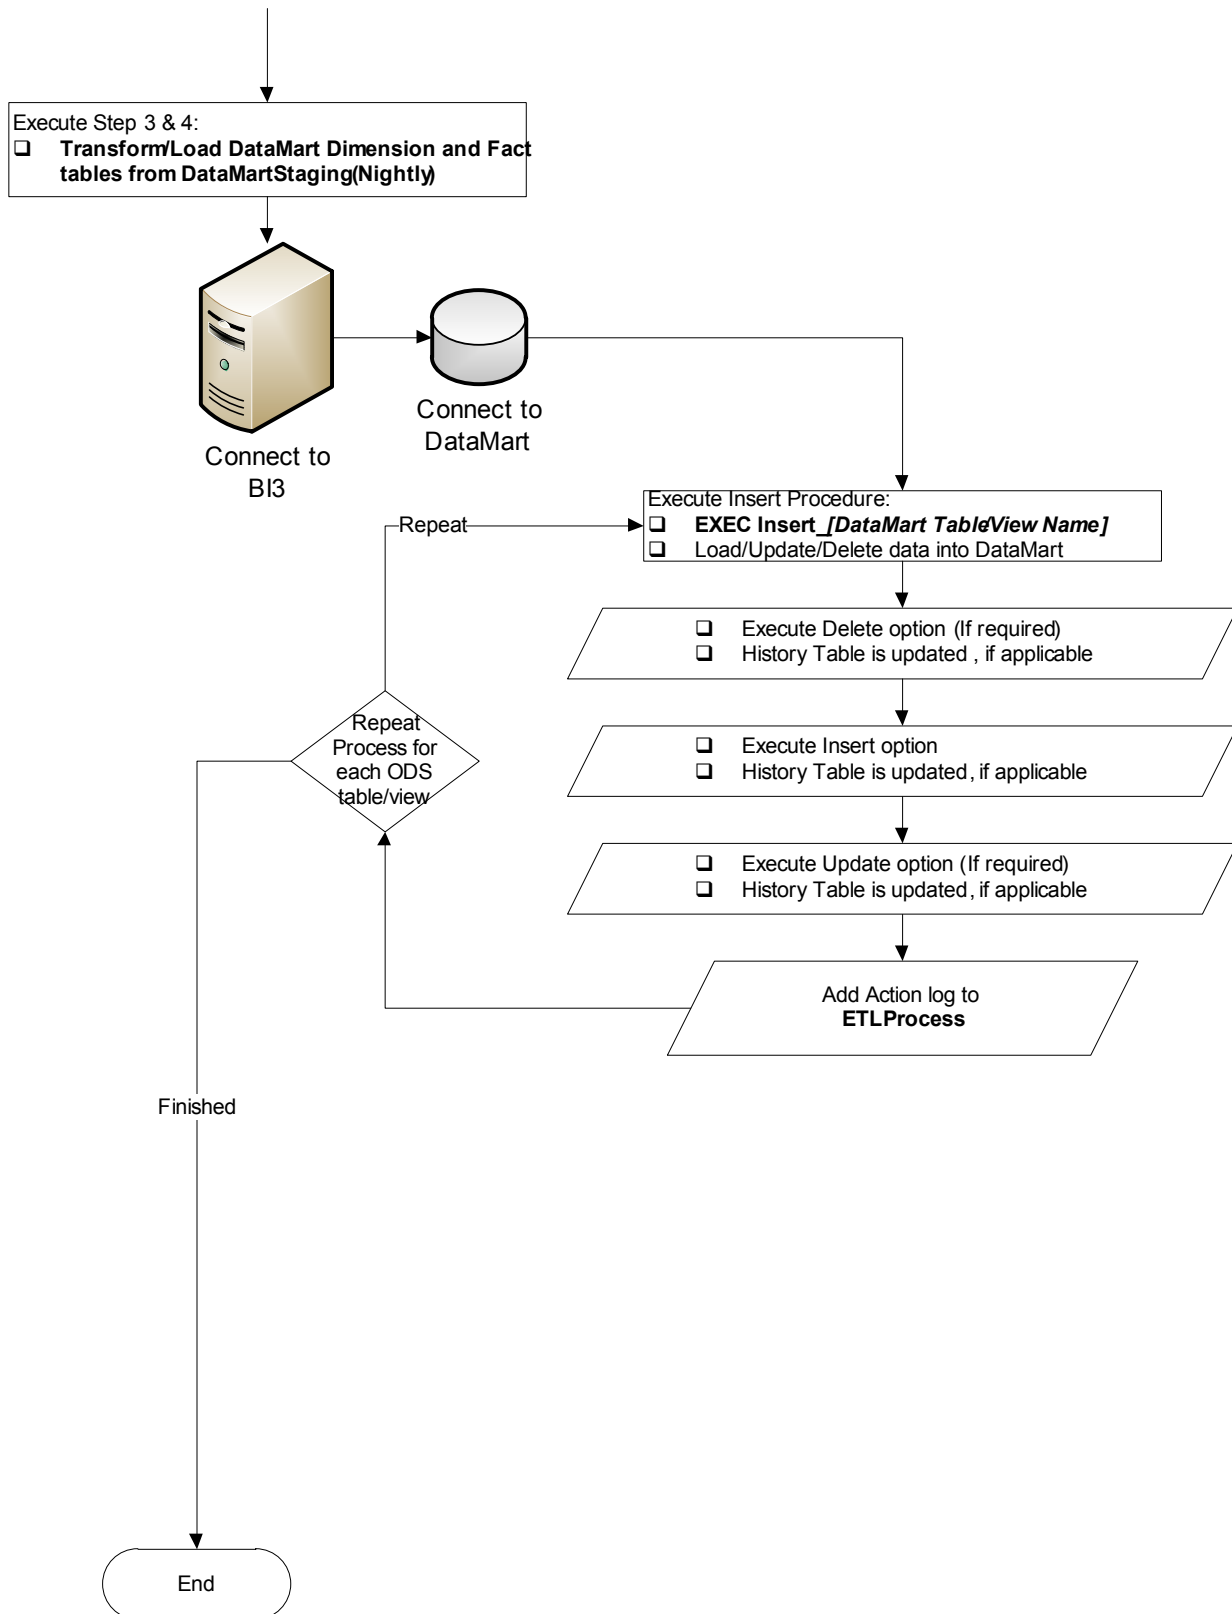 Execute Step 3 & 4:
❑ Transform/Load DataMart Dimension and Fact
tables from DataMartStaging(Nightly)
Connect to
DataMart
Connect to
BI3
Execute Insert Procedure:
❑ EXEC Insert_[DataMart Table/View Name]
❑ Load/Update/Delete data into DataMart
Repeat
❑ Execute Delete option (If required)
❑ History Table is updated , if applicable
Repeat
Process for
each ODS
table/view
❑ Execute Insert option
❑ History Table is updated, if applicable
❑ Execute Update option (If required)
❑ History Table is updated, if applicable
Add Action log to
ETLProcess
Finished
End